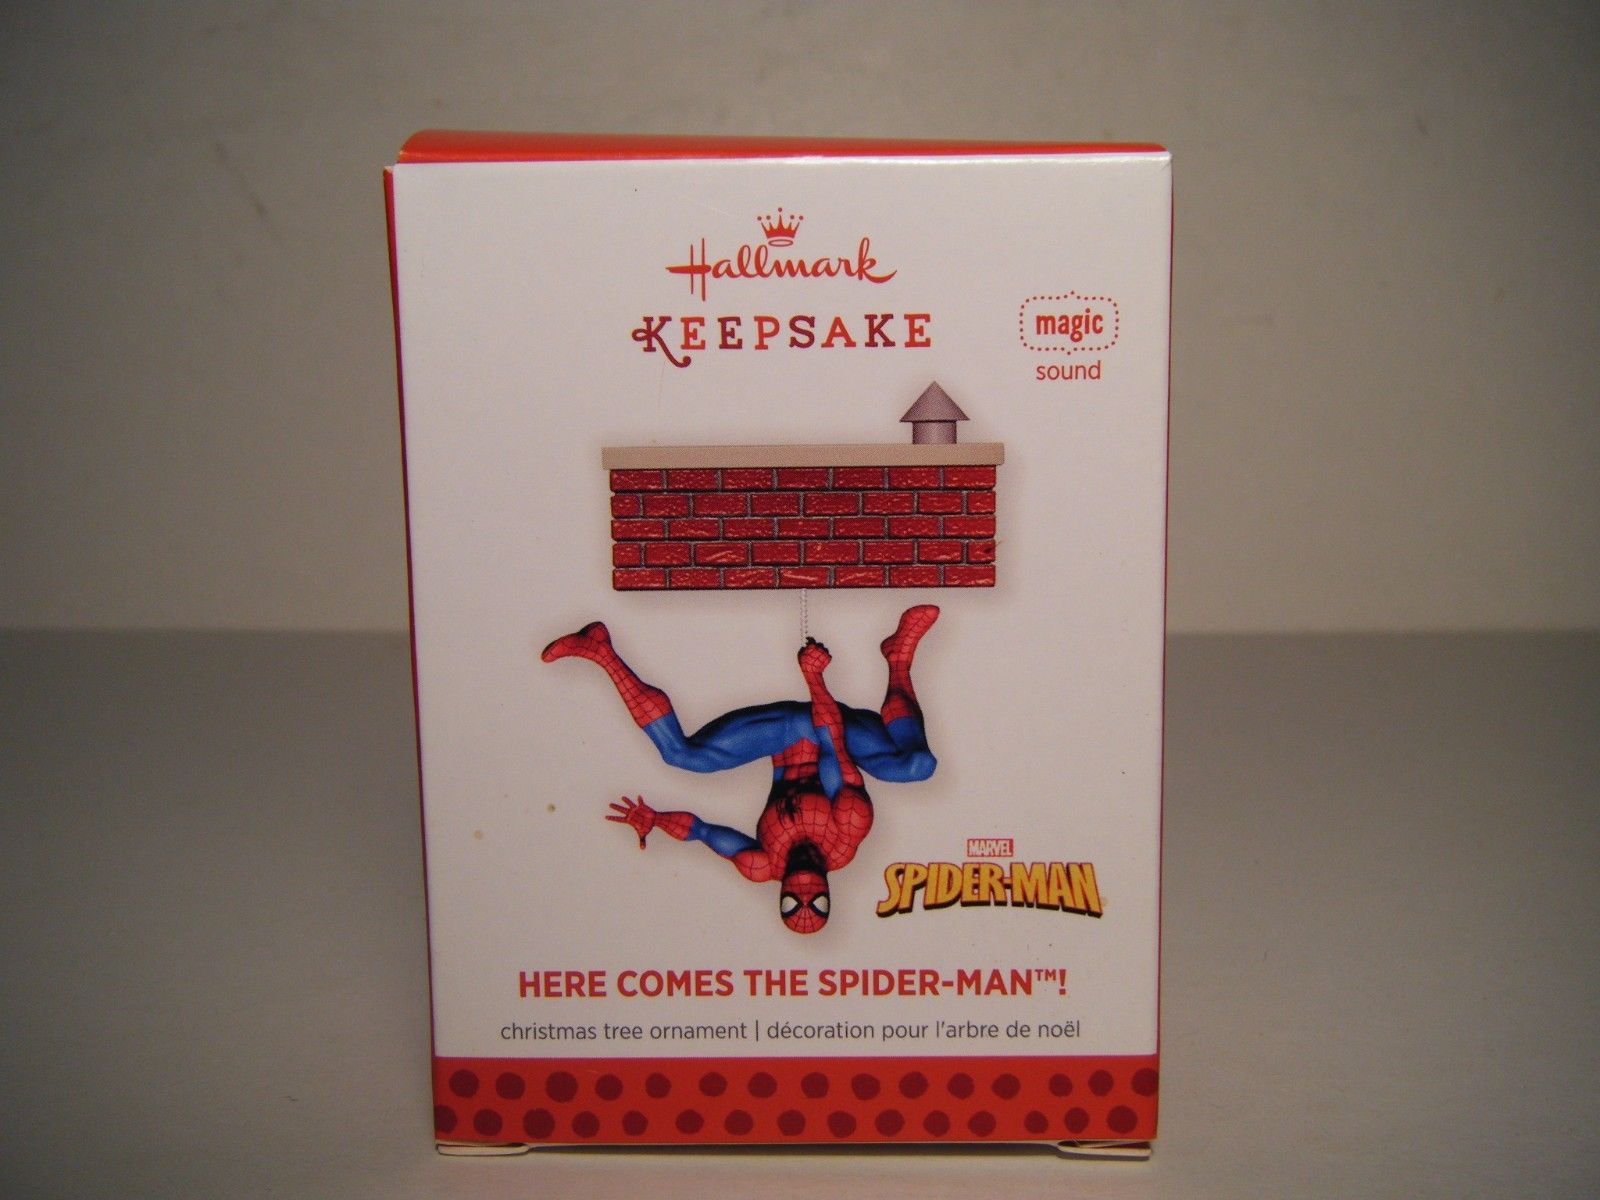 Hallmark
KEEPSAKE
magic
sound
MARVEL
SPIDER-MAN
HERE COMES THE SPIDER-MAN™!
christmas tree ornament | décoration pour l'arbre de noël